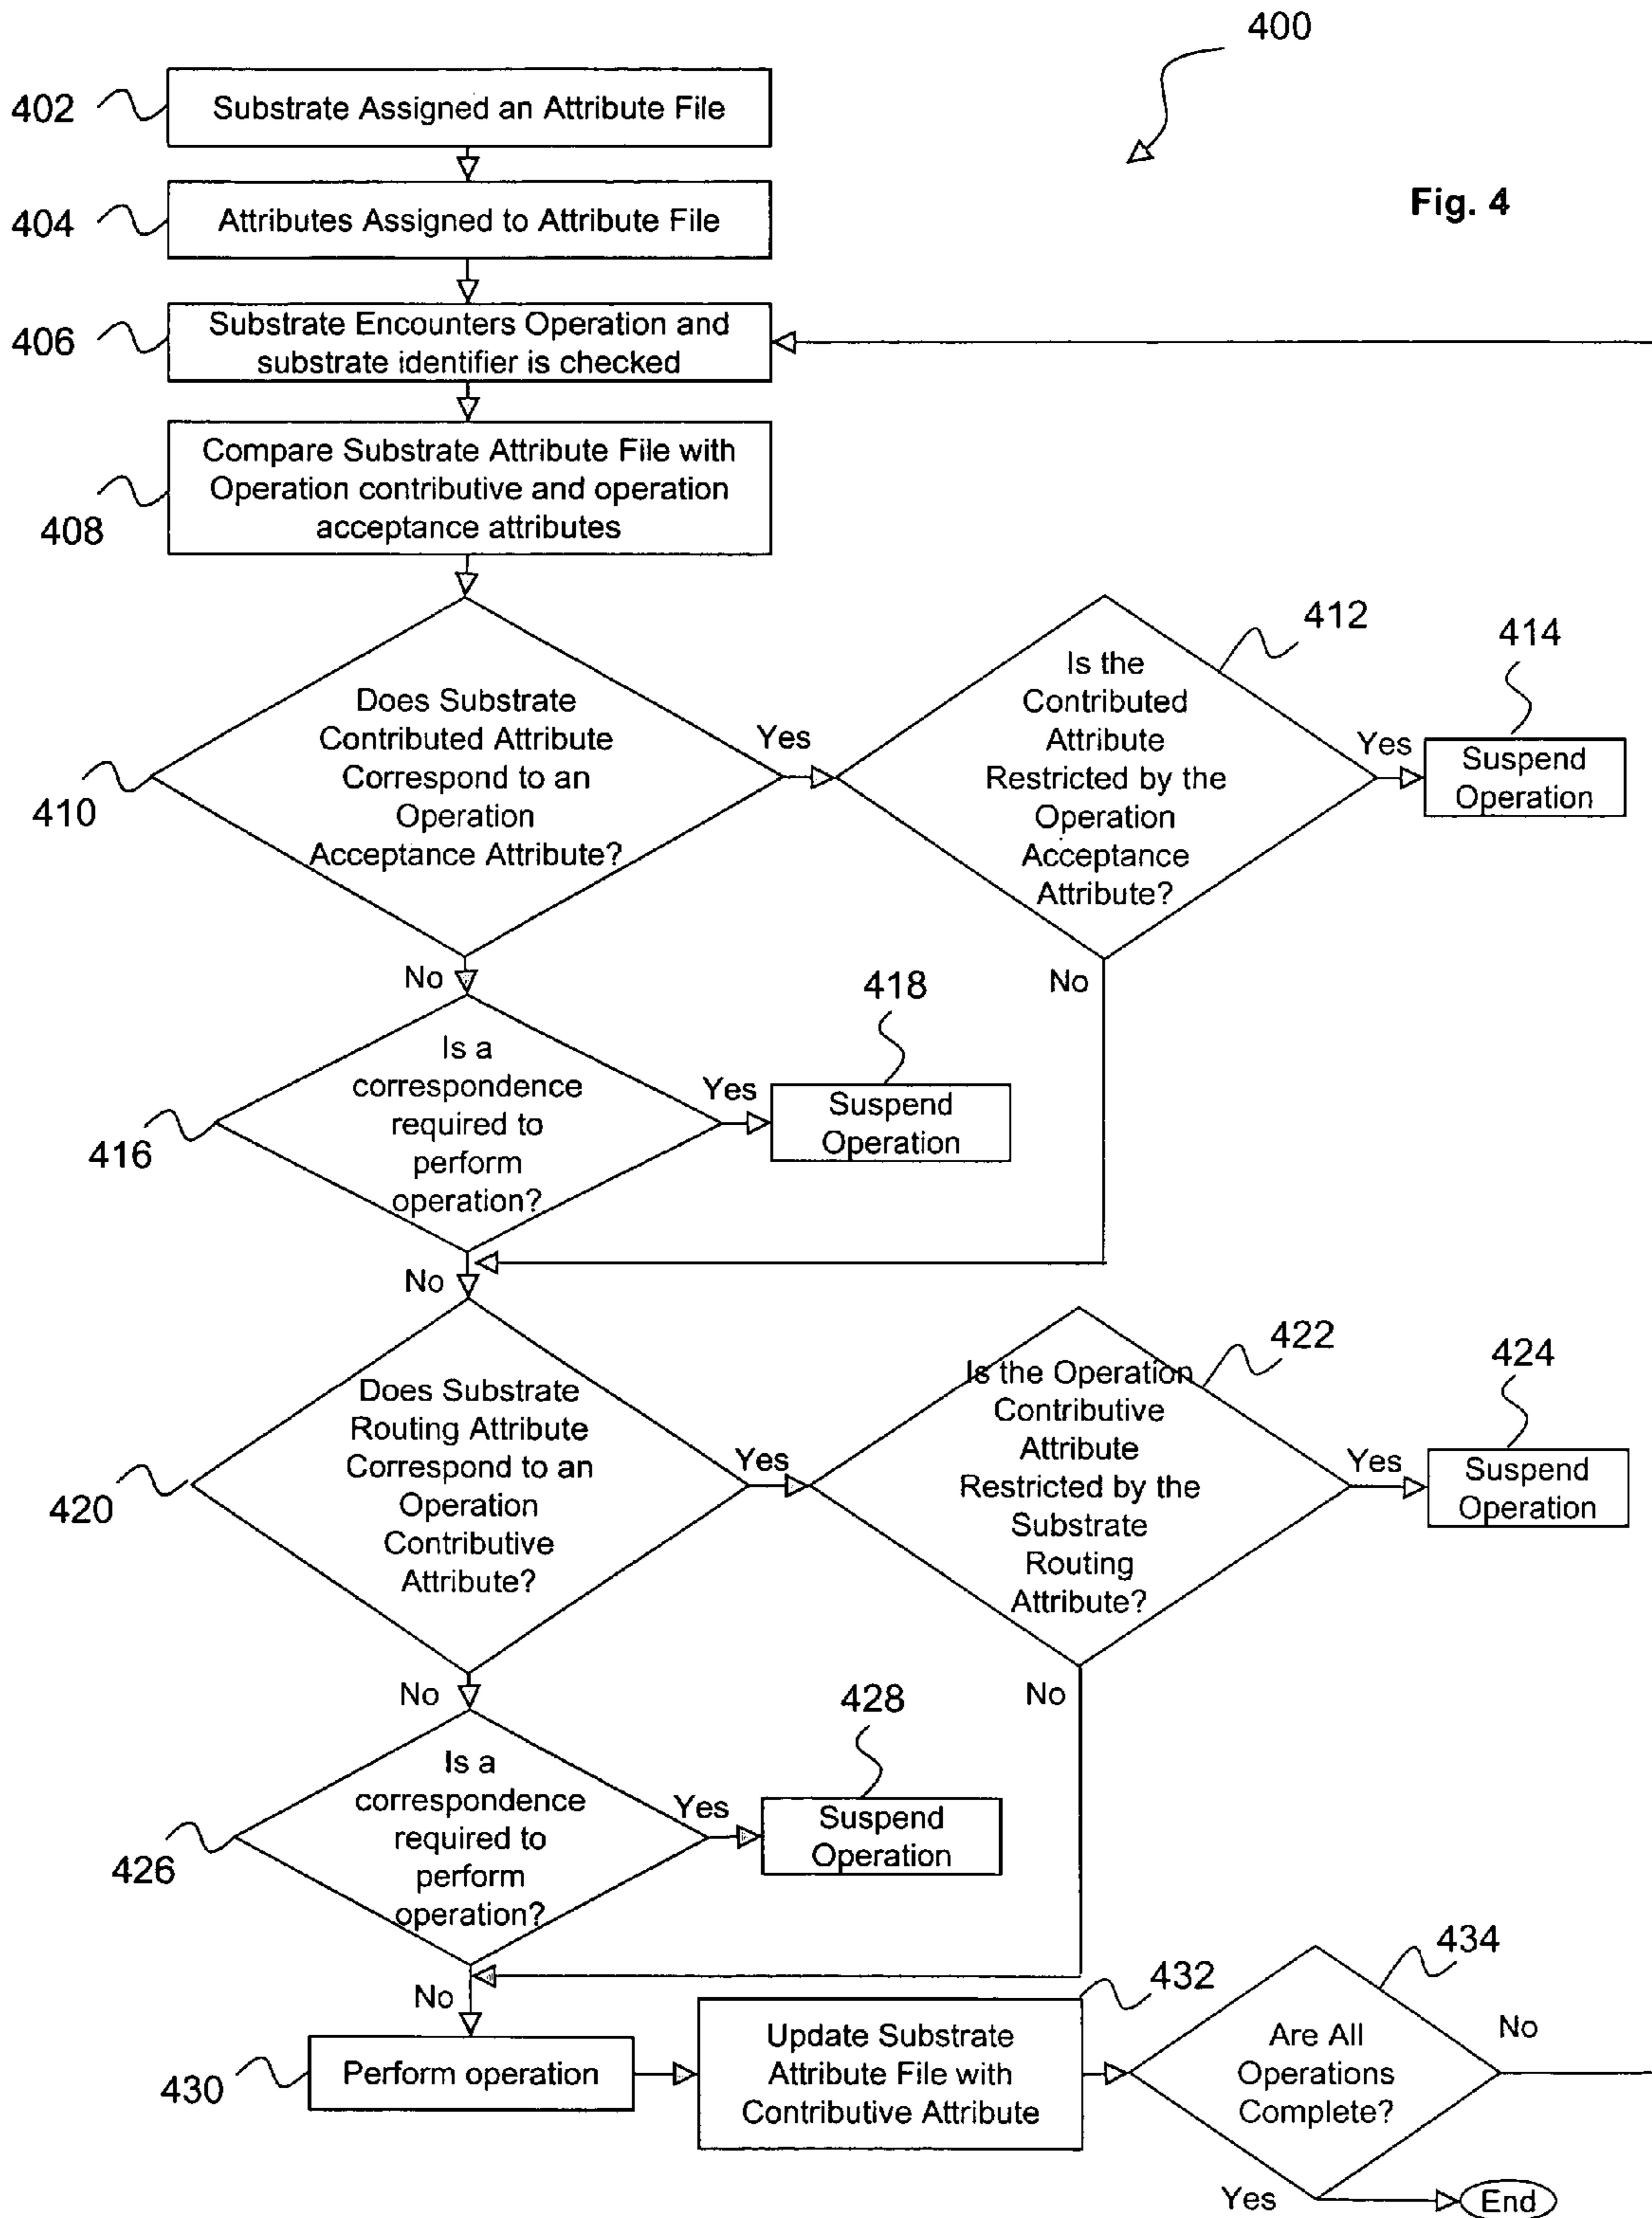 400
402
Substrate Assigned an Attribute File
Fig. 4
404
Attributes Assigned to Attribute File
406
Substrate Encounters Operation and
substrate identifier is checked
408
Compare Substrate Attribute File with
Operation contributive and operation
acceptance attributes
410
Does Substrate
Contributed Attribute
Correspond to an
Operation
Acceptance Attribute?
Yes
412
Is the
Contributed
Attribute
Restricted by the
Operation
Acceptance
Attribute?
Yes
414
Suspend
Operation
No
No
416
Is a
correspondence
required to
perform
operation?
Yes
418
Suspend
Operation
No
420
Does Substrate
Routing Attribute
Correspond to an
Operation
Contributive
Attribute?
Yes
422
Is the Operation
Contributive
Attribute
Restricted by the
Substrate
Routing
Attribute?
Yes
424
Suspend
Operation
No
No
426
Is a
correspondence
required to
perform
operation?
Yes
428
Suspend
Operation
No
430
Perform operation
432
Update Substrate
Attribute File with
Contributive Attribute
434
Are All
Operations
Complete?
No
Yes
End